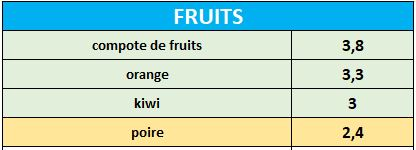 FRUITS
compote de fruits 3,8
orange 3,3
kiwi 3
poire 2,4